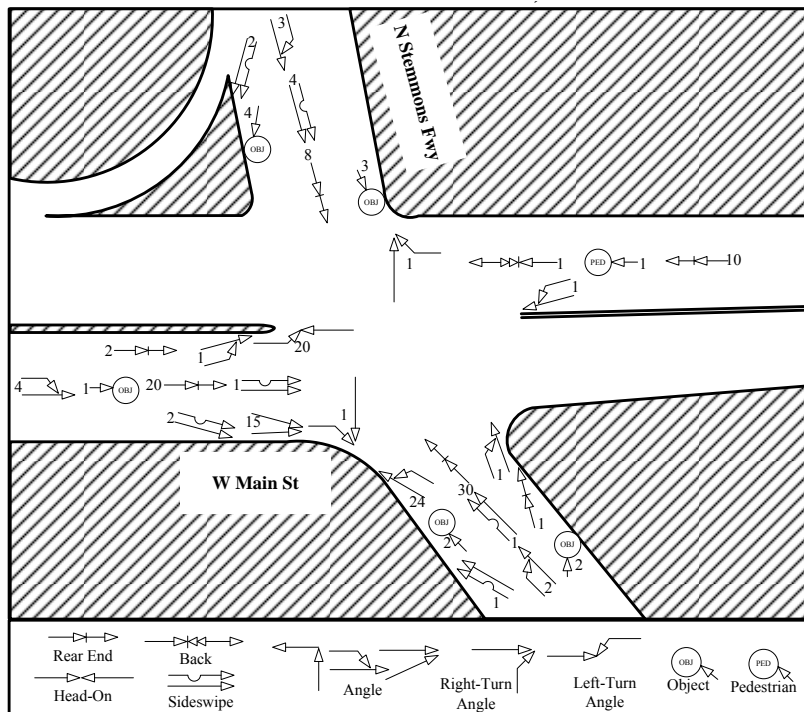 N Stemmons Fwy
2
3
4
4
OBJ
8
3
OBJ
1
1
PED
1
10
1
2
1
20
4
1
OBJ
20
1
2
15
1
W Main St
24
30
1
1
OBJ
2
1
OBJ
2
2
1
Rear End
Back
Head-On
Sideswipe
Angle
Right-Turn
Angle
Left-Turn
Angle
OBJ
Object
PED
Pedestrian